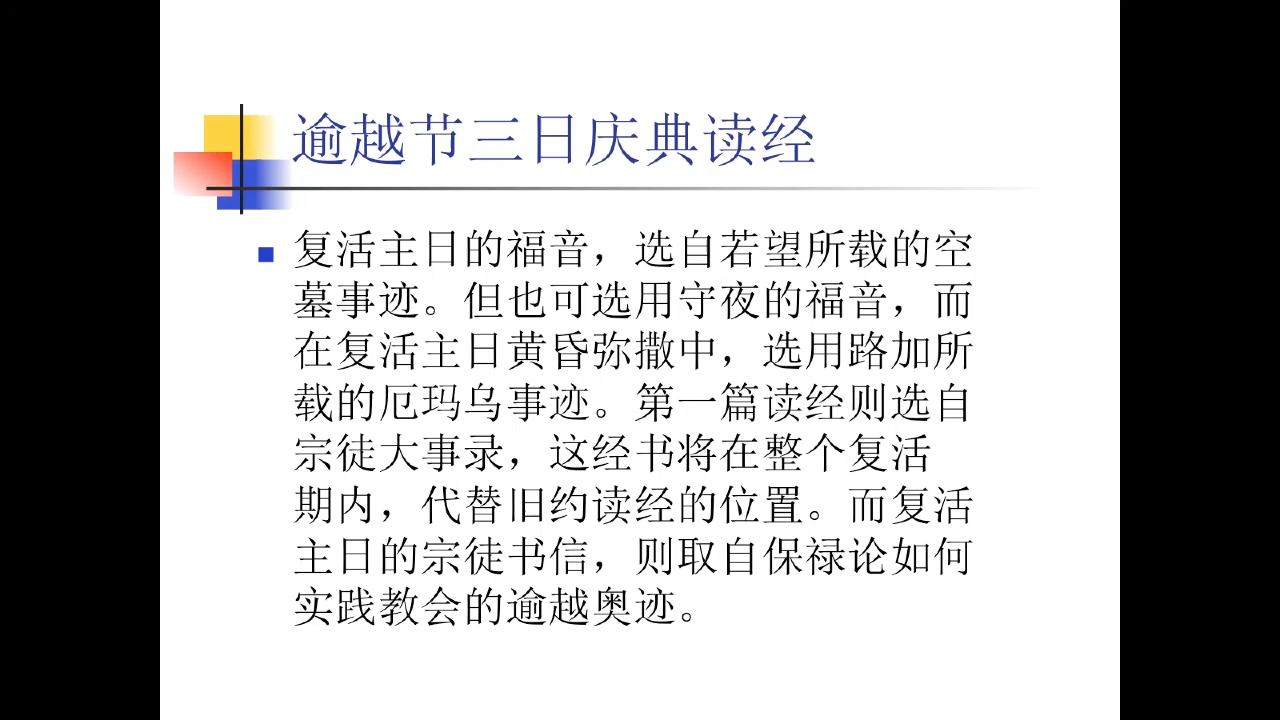 逾越节三日庆典读经
复活主日的福音，选自若望所载的空
墓事迹。但也可选用守夜的福音，而
在复活主日黄昏弥撒中，选用路加所
载的厄玛乌事迹。第一篇读经则选自
宗徒大事录，这经书将在整个复活
期内，代替旧约读经的位置。而复活
主日的宗徒书信，则取自保禄论如何
实践教会的逾越奥迹。